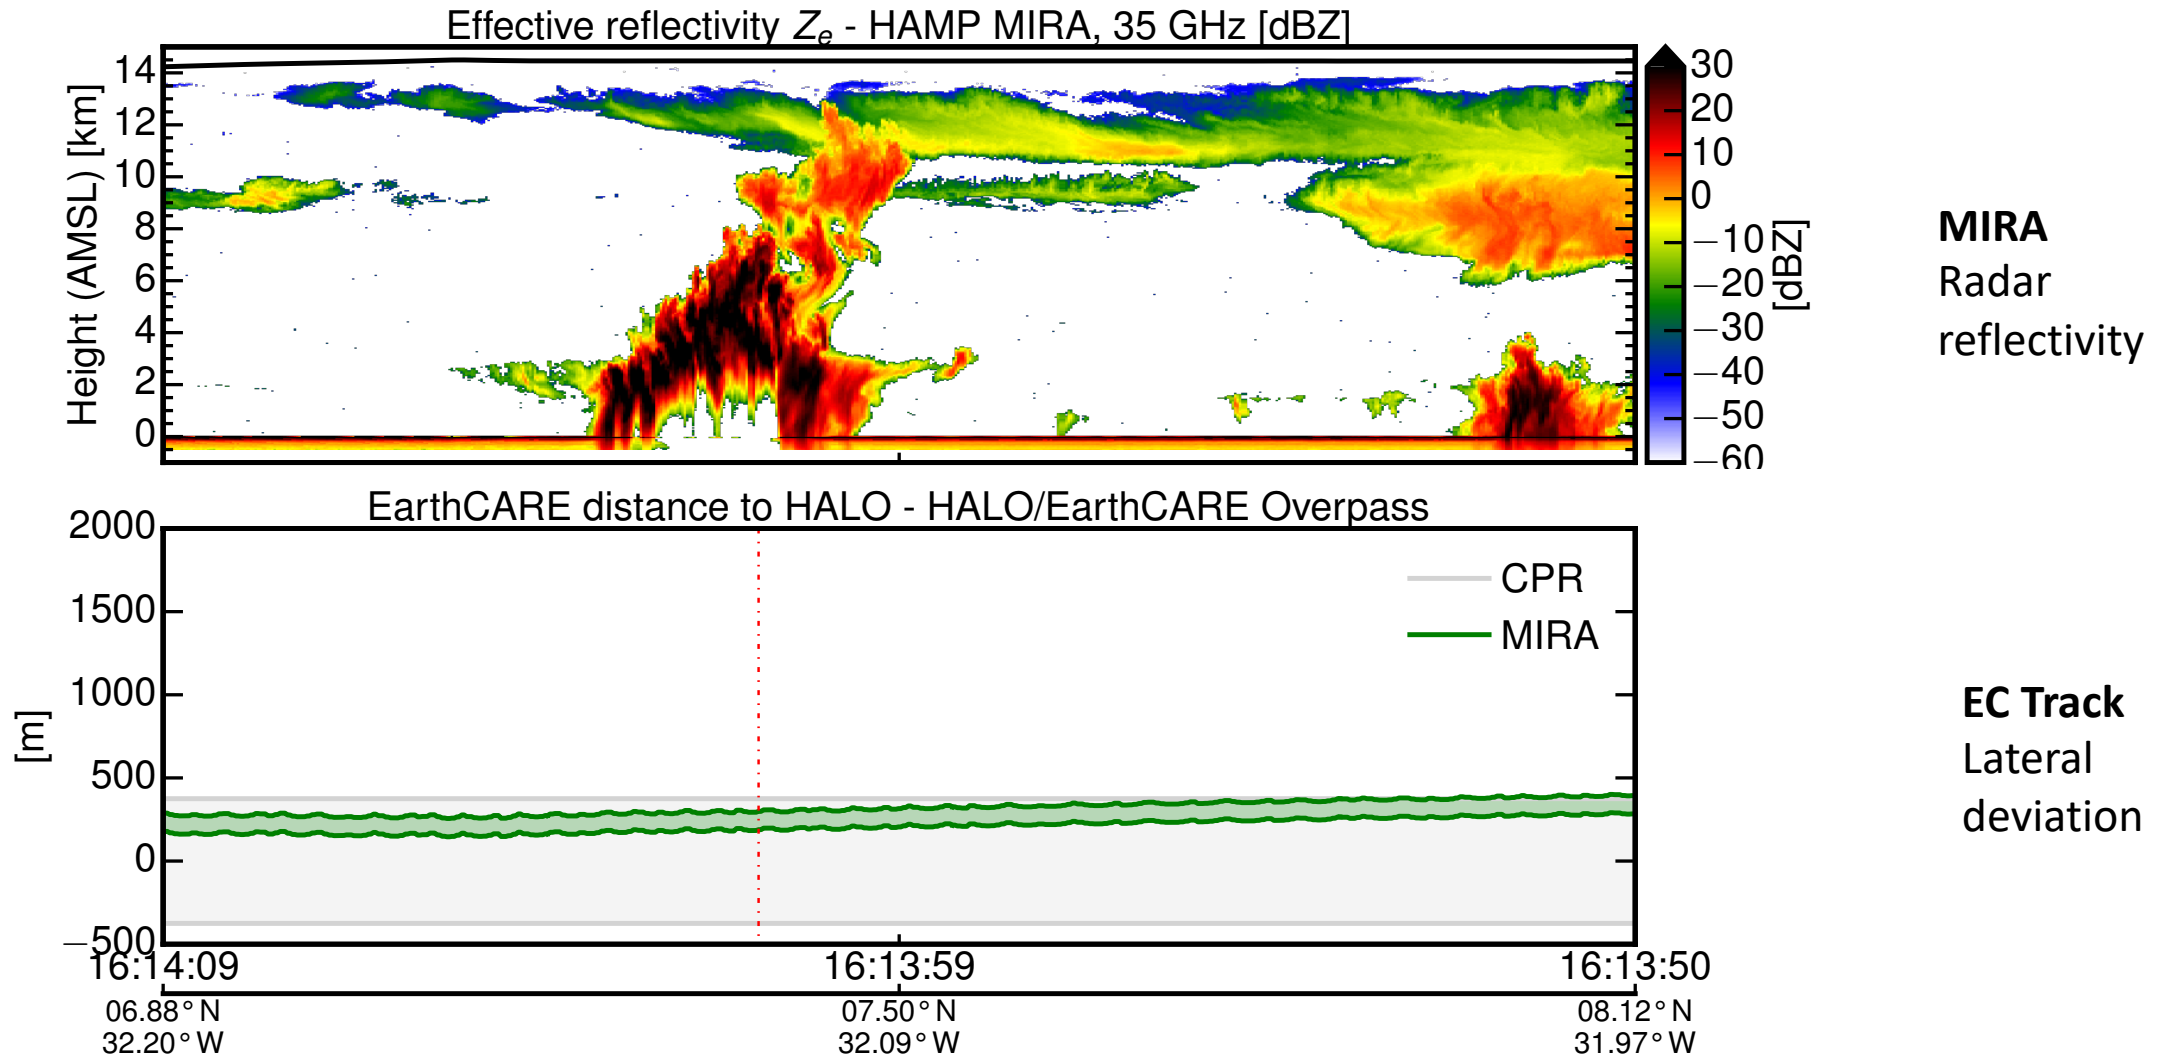 Effective reflectivity Ze - HAMP MIRA, 35 GHz [dBZ]
Height (AMSL) [km]
14
12
10
8
6
4
2
0
30
20
10
0
−10
−20
−30
−40
−50
−60
[dBZ]
MIRA
Radar
reflectivity
EarthCARE distance to HALO - HALO/EarthCARE Overpass
[m]
2000
1500
1000
500
0
−500
CPR
MIRA
EC Track
Lateral
deviation
16:14:09 16:13:59 16:13:50
06.88° N 07.50° N 08.12° N
32.20° W 32.09° W 31.97° W